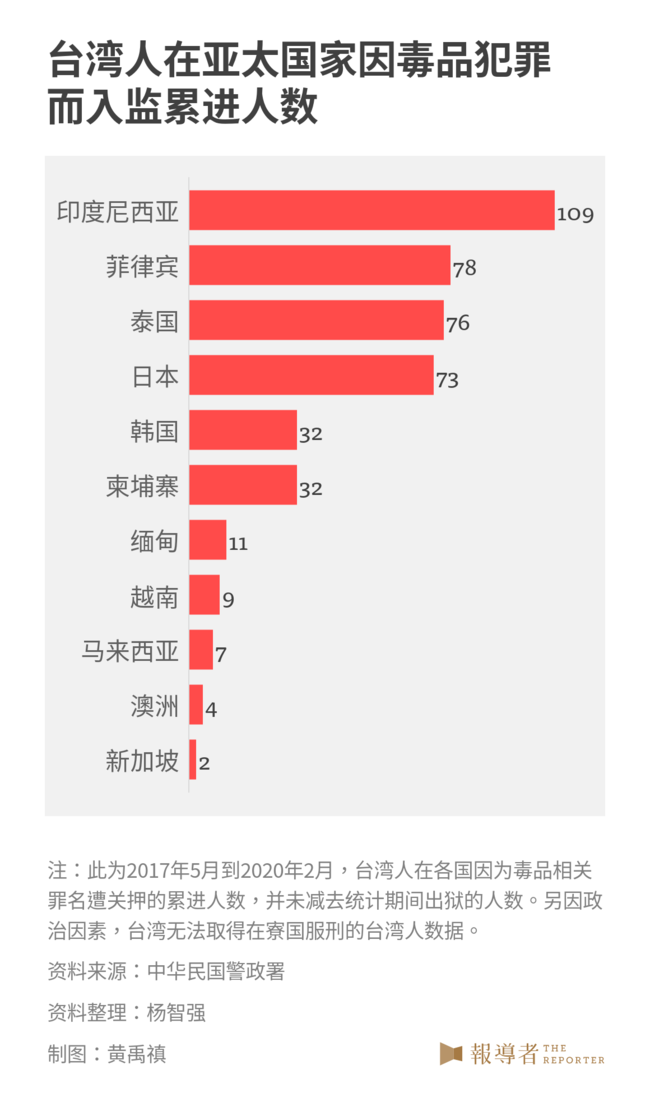 台湾人在亚太国家因毒品犯罪
而入监累进人数
印度尼西亚 109
菲律宾 78
泰国 76
日本 73
韩国 32
柬埔寨 32
缅甸 11
越南 9
马来西亚 7
澳洲 4
新加坡 2
注：此为2017年5月到2020年2月，台湾人在各国因为毒品相关
罪名遭关押的累进人数，并未减去统计期间出狱的人数。另因政
治因素，台湾无法取得在寮国服刑的台湾人数据。
资料来源：中华民国警政署
资料整理：杨智强
制图：黄禹禛
報導者 THE REPORTER